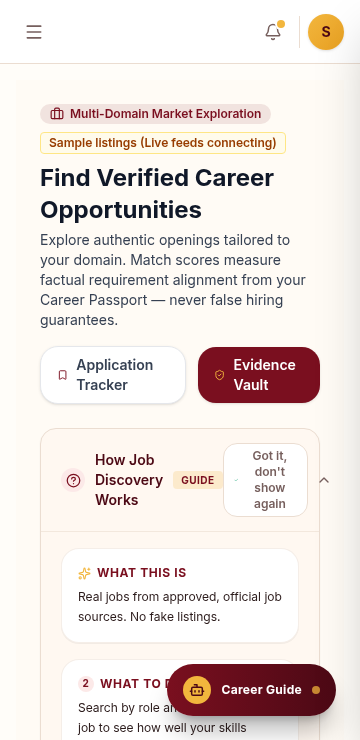 S
Multi-Domain Market Exploration
Sample listings (Live feeds connecting)
Find Verified Career
Opportunities
Explore authentic openings tailored to
your domain. Match scores measure
factual requirement alignment from your
Career Passport — never false hiring
guarantees.
Application
Tracker
Evidence
Vault
How Job
Discovery
Works
GUIDE
Got it,
don't
show
again
WHAT THIS IS
Real jobs from approved, official job
sources. No fake listings.
2 WHAT TO
Search by role
job to see how well your skills
Career Guide